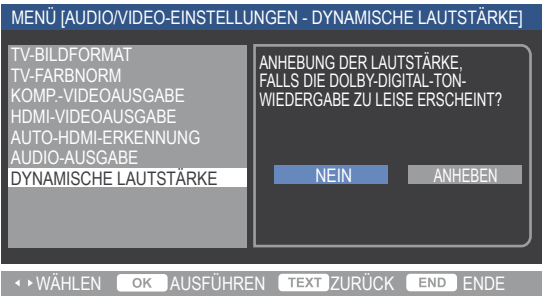 MENÜ [AUDIO/VIDEO-EINSTELLUNGEN - DYNAMISCHE LAUTSTÄRKE]
TV-BILDFORMAT
TV-FARBNORM
KOMP.-VIDEOAUSGABE
HDMI-VIDEOAUSGABE
AUTO-HDMI-ERKENNUNG
AUDIO-AUSGABE
DYNAMISCHE LAUTSTÄRKE
ANHEBUNG DER LAUTSTÄRKE,
FALLS DIE DOLBY-DIGITAL-TON-
WIEDERGABE ZU LEISE ERSCHEINT?
NEIN ANHEBEN
WÄHLEN OK AUSFÜHREN TEXT ZURÜCK END ENDE